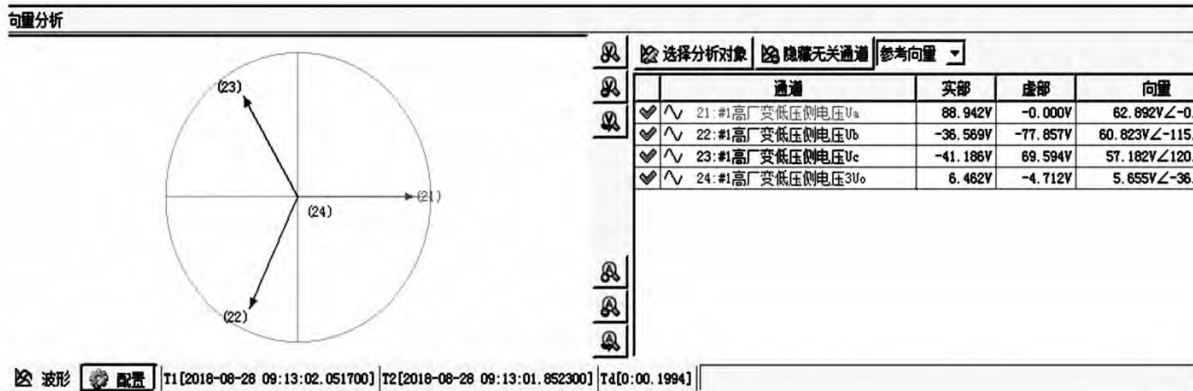 向量分析
选择分析对象 隐藏无关通道 参考向量
通道 实部 虚部 向量
21:#1高厂变低压侧电压Ua 88.942V -0.000V 62.892V∠-0.
22:#1高厂变低压侧电压Ub -36.569V -77.857V 60.823V∠-115.
23:#1高厂变低压侧电压Uc -41.186V 69.594V 57.182V∠120.
24:#1高厂变低压侧电压3Uo 6.462V -4.712V 5.655V∠-36.
(23)
(21)
(24)
(22)
波形 配置 T1[2018-08-28 09:13:02.051700] T2[2018-08-28 09:13:01.852300] Td[0:00.1994]